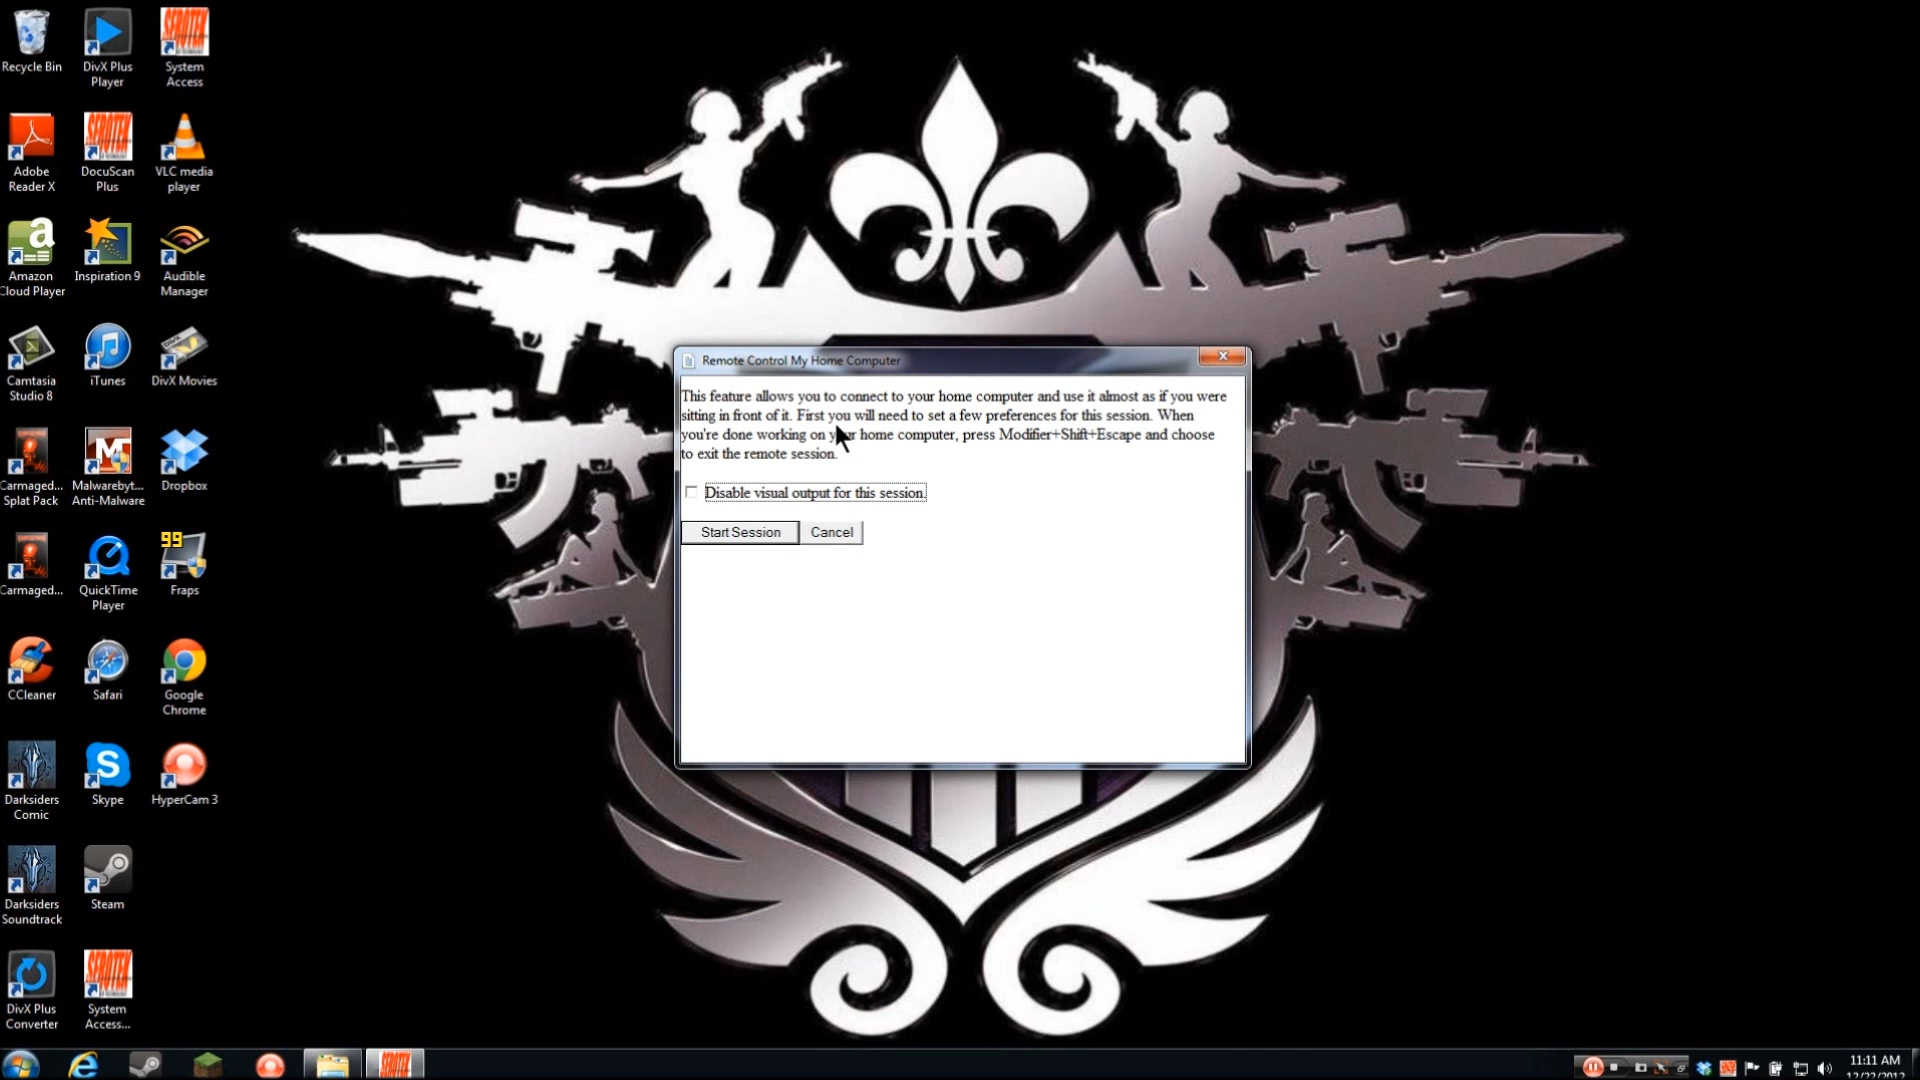 Recycle Bin
DivX Plus
Player
System
Access
Adobe
Reader X
DocuScan
Plus
VLC media
player
Amazon
Cloud Player
Inspiration 9
Audible
Manager
Camtasia
Studio 8
iTunes
DivX Movies
Carmaged...
Splat Pack
Malwarebyt...
Anti-Malware
Dropbox
Carmaged...
QuickTime
Player
99
Fraps
CCleaner
Safari
Google
Chrome
Darksiders
Comic
Skype
HyperCam 3
Darksiders
Soundtrack
Steam
DivX Plus
Converter
SEROTEK
System
Access...
Remote Control My Home Computer
This feature allows you to connect to your home computer and use it almost as if you were
sitting in front of it. First you will need to set a few preferences for this session. When
you're done working on your home computer, press Modifier+Shift+Escape and choose
to exit the remote session.
Disable visual output for this session.
Start Session
Cancel
11:11 AM
12/22/2012